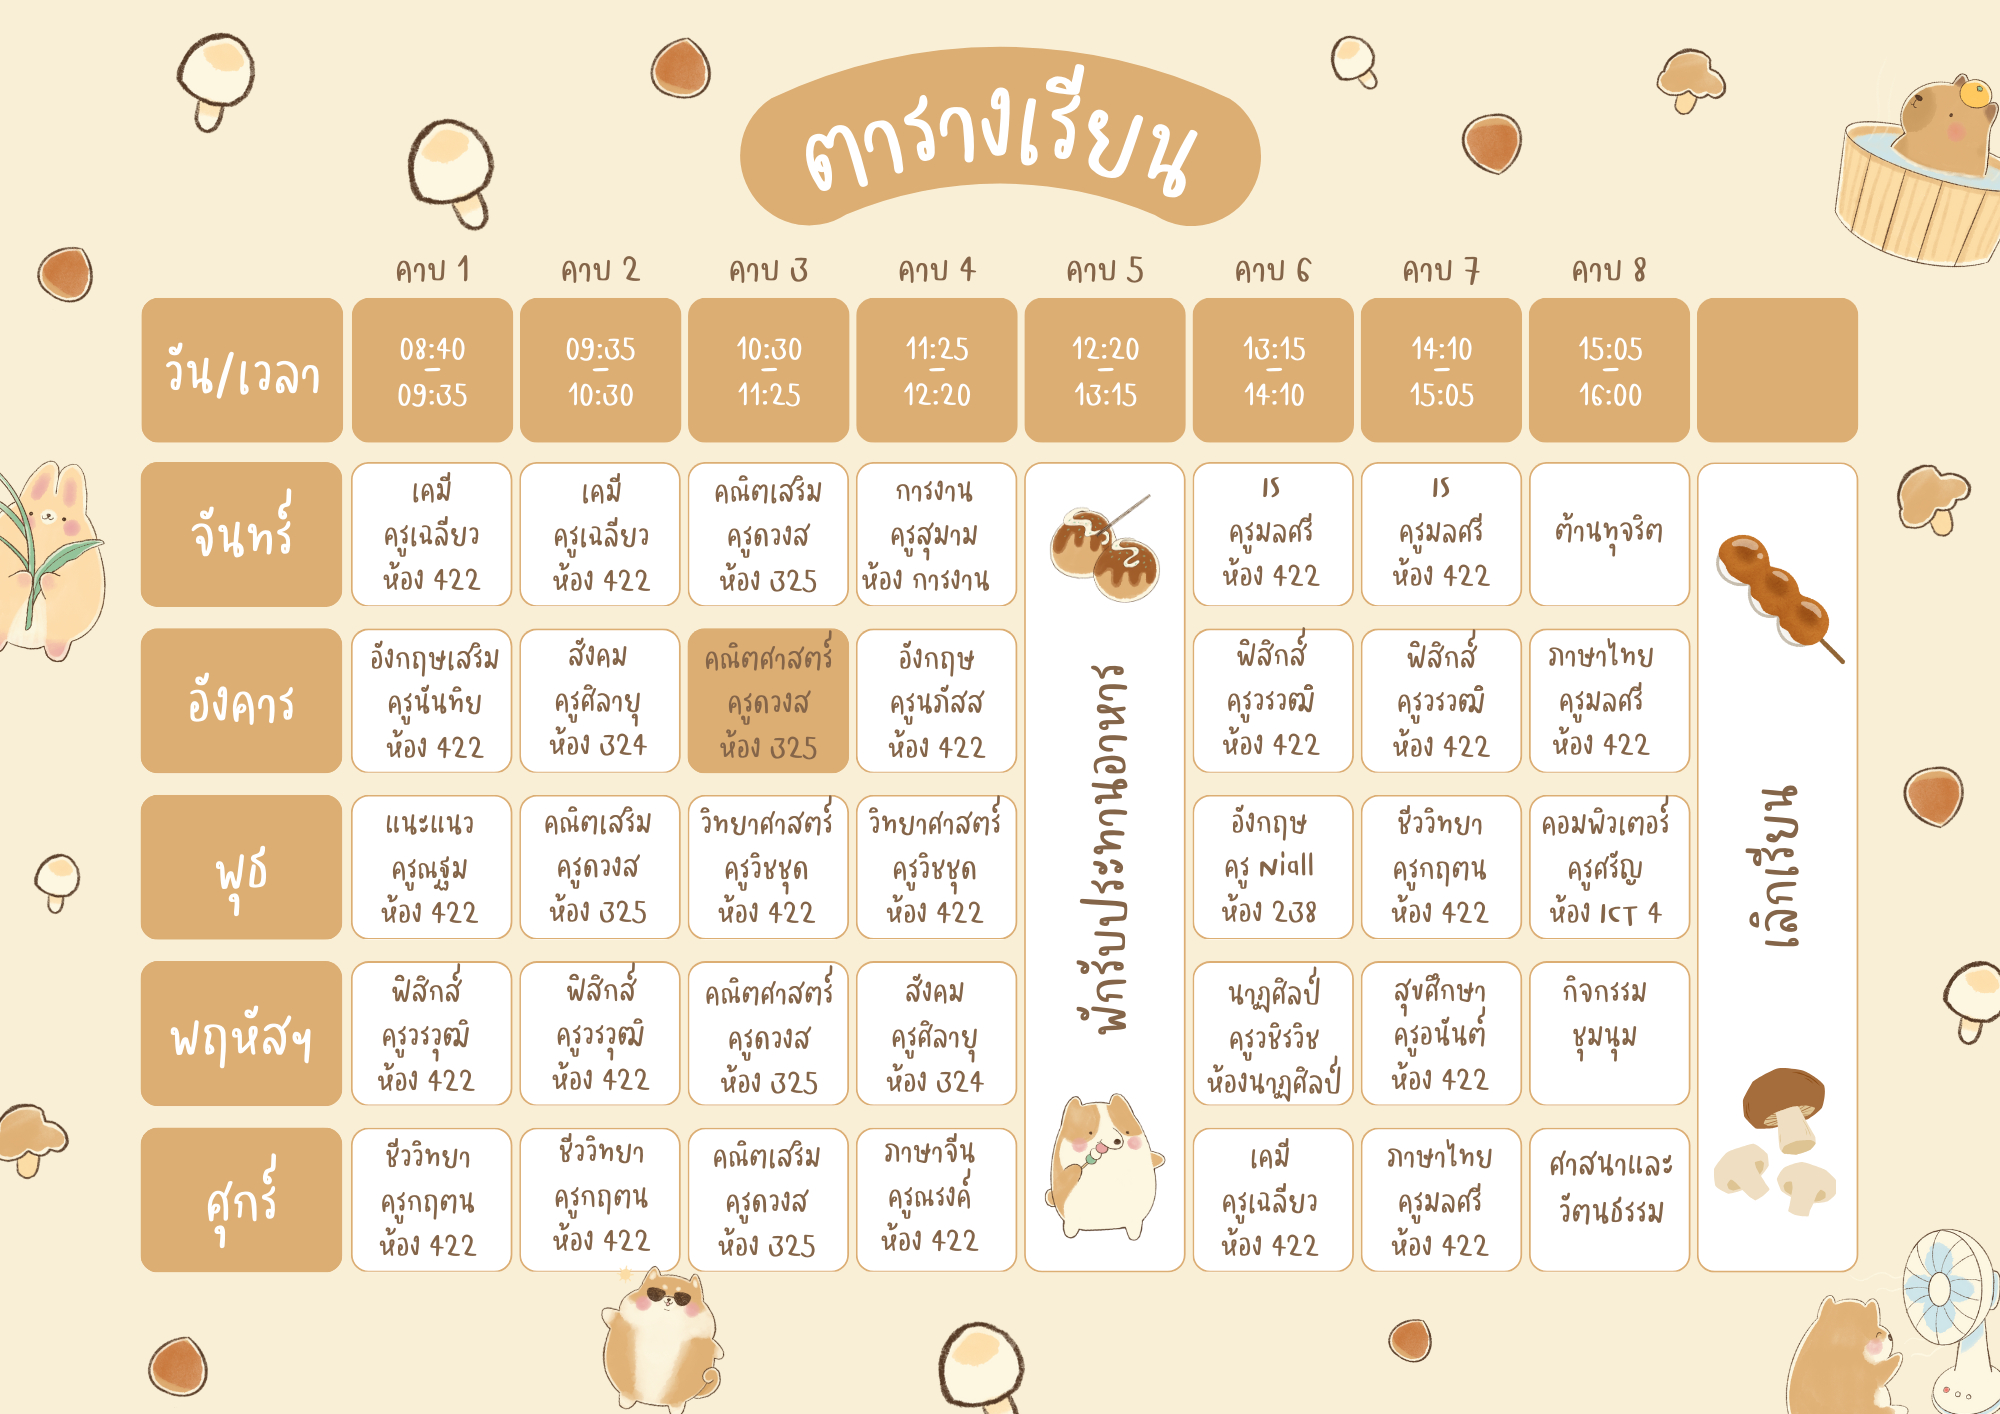 ตารางเรียน
คาบ 1
คาบ 2
คาบ 3
คาบ 4
คาบ 5
คาบ 6
คาบ 7
คาบ 8
วัน/เวลา
08:40
-
09:35
09:35
-
10:30
10:30
-
11:25
11:25
-
12:20
12:20
-
13:15
13:15
-
14:10
14:10
-
15:05
15:05
-
16:00
จันทร์
เคมี
ครูเฉลียว
ห้อง 422
เคมี
ครูเฉลียว
ห้อง 422
คณิตเสริม
ครูดวงส
ห้อง 325
การงาน
ครูสุมาม
ห้อง การงาน
พักรับประทานอาหาร
IS
ครูมลศรี
ห้อง 422
IS
ครูมลศรี
ห้อง 422
ต้านทุจริต
เลิกเรียน
อังคาร
อังกฤษเสริม
ครูนันทิย
ห้อง 422
สังคม
ครูศิลายุ
ห้อง 324
คณิตศาสตร์
ครูดวงส
ห้อง 325
อังกฤษ
ครูนภัสส
ห้อง 422
ฟิสิกส์
ครูวรวุฒิ
ห้อง 422
ฟิสิกส์
ครูวรวุฒิ
ห้อง 422
ภาษาไทย
ครูมลศรี
ห้อง 422
พุธ
แนะแนว
ครูณฐม
ห้อง 422
คณิตเสริม
ครูดวงส
ห้อง 325
วิทยาศาสตร์
ครูวิชชุด
ห้อง 422
วิทยาศาสตร์
ครูวิชชุด
ห้อง 422
อังกฤษ
ครู Niall
ห้อง 238
ชีววิทยา
ครูกฤตน
ห้อง 422
คอมพิวเตอร์
ครูศรัญ
ห้อง ICT 4
พฤหัสฯ
ฟิสิกส์
ครูวรวุฒิ
ห้อง 422
ฟิสิกส์
ครูวรวุฒิ
ห้อง 422
คณิตศาสตร์
ครูดวงส
ห้อง 325
สังคม
ครูศิลายุ
ห้อง 324
นาฏศิลป์
ครูวชิรวิช
ห้องนาฏศิลป์
สุขศึกษา
ครูอนันต์
ห้อง 422
กิจกรรม
ชุมนุม
ศุกร์
ชีววิทยา
ครูกฤตน
ห้อง 422
ชีววิทยา
ครูกฤตน
ห้อง 422
คณิตเสริม
ครูดวงส
ห้อง 325
ภาษาจีน
ครูณรงค์
ห้อง 422
เคมี
ครูเฉลียว
ห้อง 422
ภาษาไทย
ครูมลศรี
ห้อง 422
ศาสนาและ
วัฒนธรรม